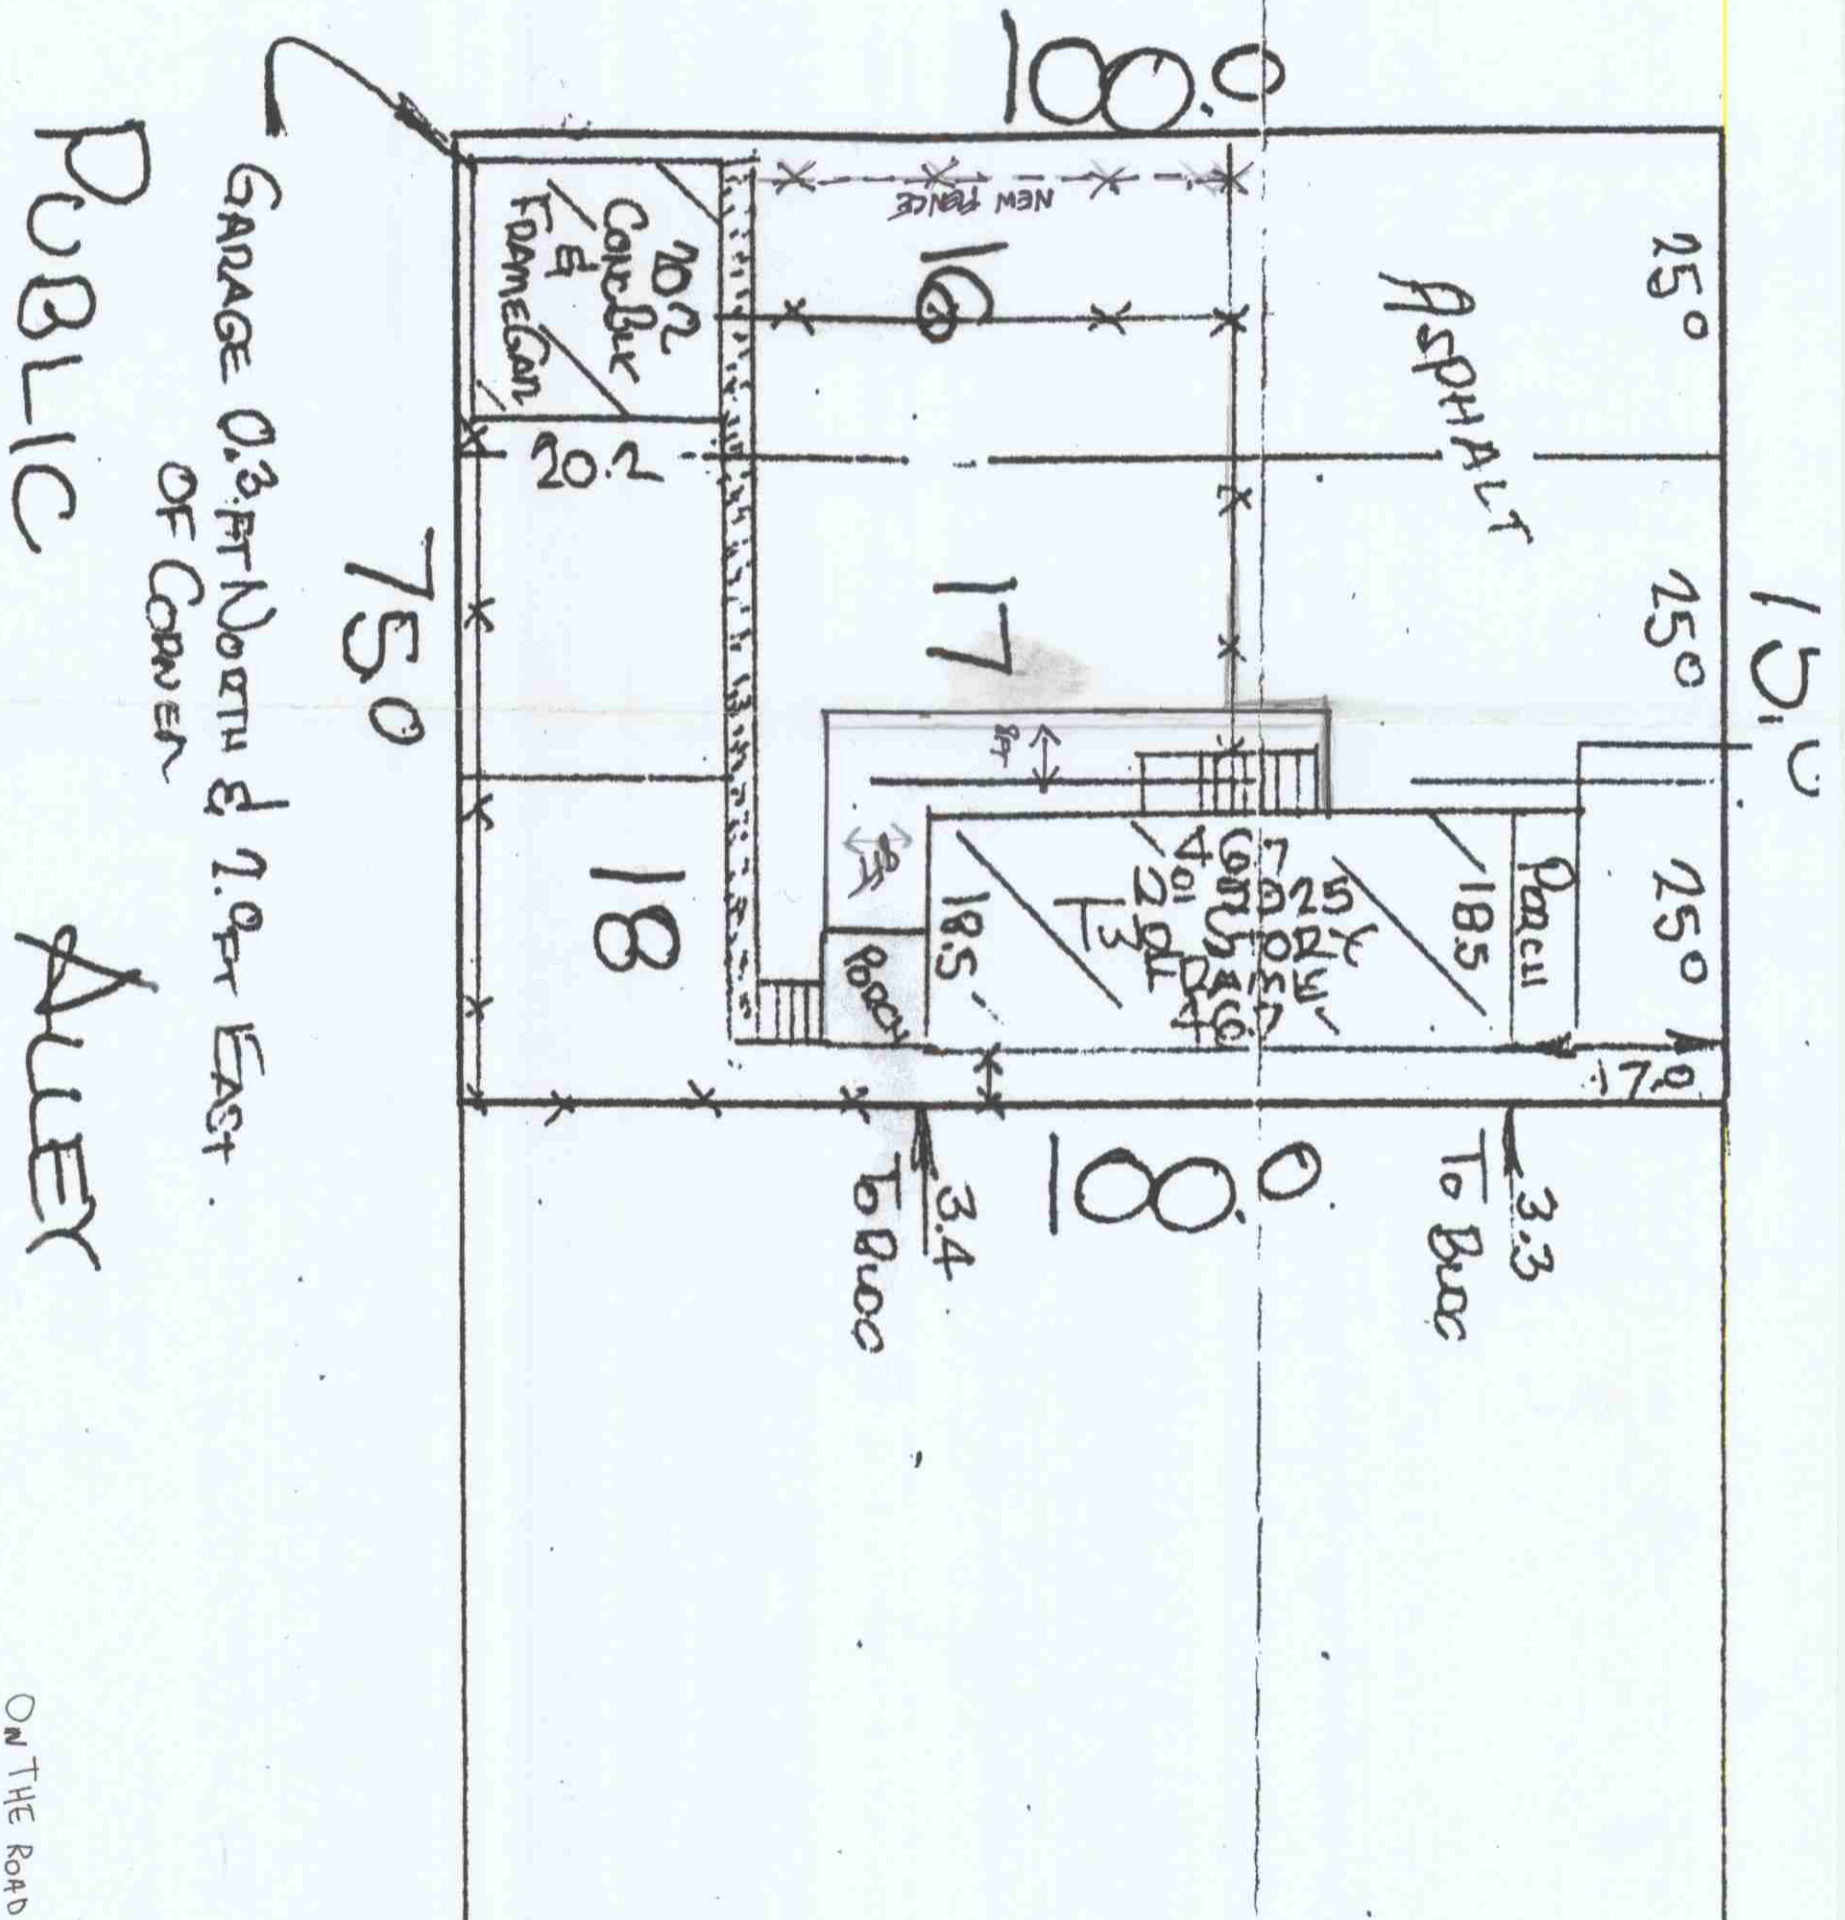 100.0
25.0
25.0
25.0
75.0
ASPHALT
NEW FENCE
16
17
18
20.2
CONC BLK
&
FRAME GAR
20.2
8FT
PORCH
18.5
18.5
PORCH
17.0
3.3
TO BLDG
3.4
TO BLDG
100.0
75.0
GARAGE 0.3 FT NORTH & 2.0 FT EAST
OF CORNER
PUBLIC ALLEY
ON THE ROAD